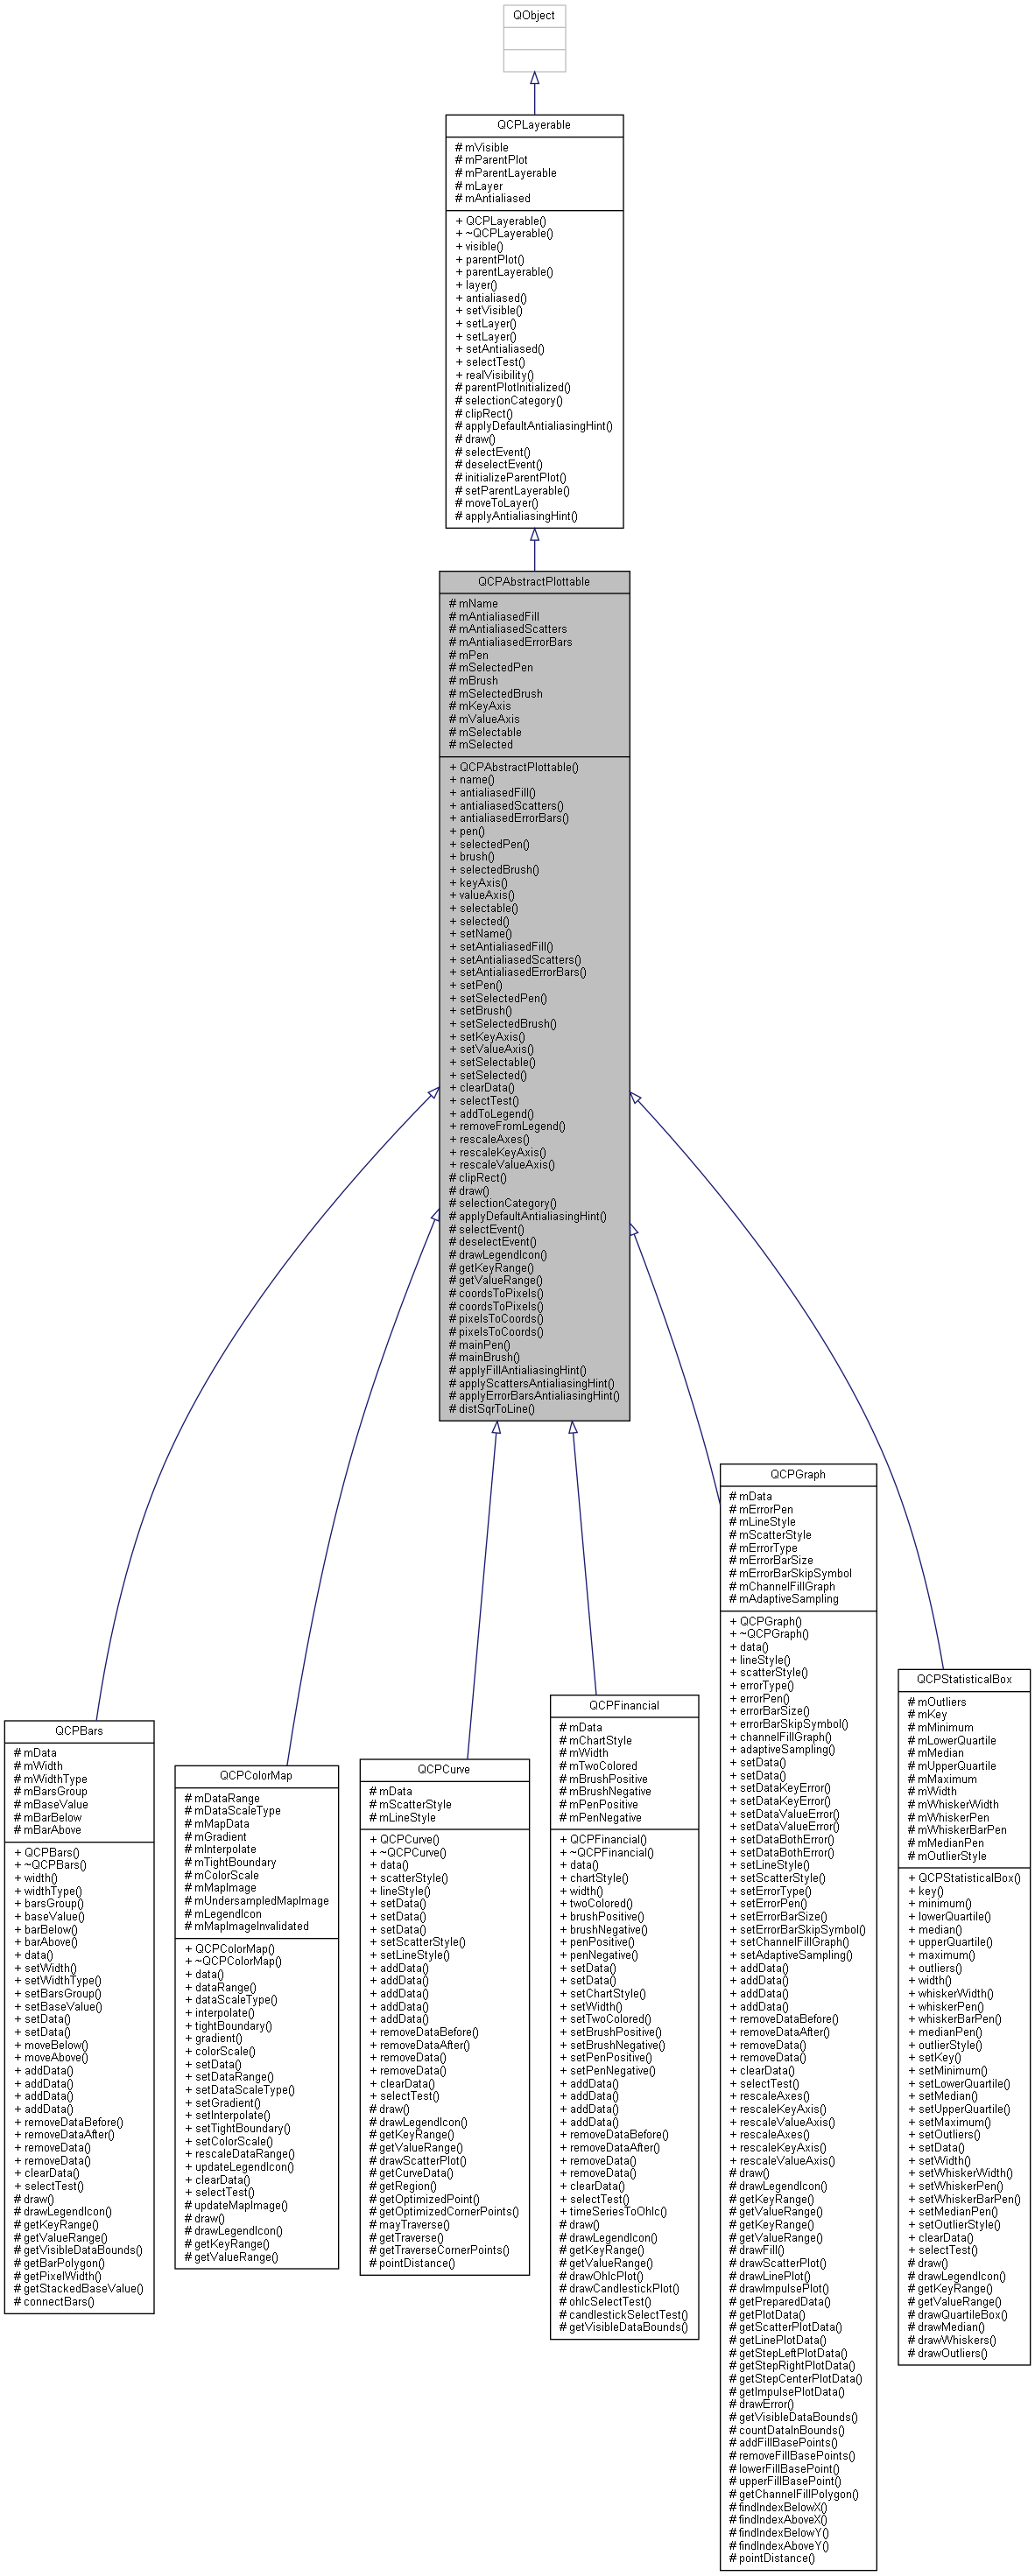 QObject
QCPLayerable
# mVisible
# mParentPlot
# mParentLayerable
# mLayer
# mAntialiased
+ QCPLayerable()
+ ~QCPLayerable()
+ visible()
+ parentPlot()
+ parentLayerable()
+ layer()
+ antialiased()
+ setVisible()
+ setLayer()
+ setLayer()
+ setAntialiased()
+ selectTest()
+ realVisibility()
# parentPlotInitialized()
# selectionCategory()
# clipRect()
# applyDefaultAntialiasingHint()
# draw()
# selectEvent()
# deselectEvent()
# initializeParentPlot()
# setParentLayerable()
# moveToLayer()
# applyAntialiasingHint()
QCPAbstractPlottable
# mName
# mAntialiasedFill
# mAntialiasedScatters
# mAntialiasedErrorBars
# mPen
# mSelectedPen
# mBrush
# mSelectedBrush
# mKeyAxis
# mValueAxis
# mSelectable
# mSelected
+ QCPAbstractPlottable()
+ name()
+ antialiasedFill()
+ antialiasedScatters()
+ antialiasedErrorBars()
+ pen()
+ selectedPen()
+ brush()
+ selectedBrush()
+ keyAxis()
+ valueAxis()
+ selectable()
+ selected()
+ setName()
+ setAntialiasedFill()
+ setAntialiasedScatters()
+ setAntialiasedErrorBars()
+ setPen()
+ setSelectedPen()
+ setBrush()
+ setSelectedBrush()
+ setKeyAxis()
+ setValueAxis()
+ setSelectable()
+ setSelected()
+ clearData()
+ selectTest()
+ addToLegend()
+ removeFromLegend()
+ rescaleAxes()
+ rescaleKeyAxis()
+ rescaleValueAxis()
# clipRect()
# draw()
# selectionCategory()
# applyDefaultAntialiasingHint()
# selectEvent()
# deselectEvent()
# drawLegendIcon()
# getKeyRange()
# getValueRange()
# coordsToPixels()
# coordsToPixels()
# pixelsToCoords()
# pixelsToCoords()
# mainPen()
# mainBrush()
# applyFillAntialiasingHint()
# applyScattersAntialiasingHint()
# applyErrorBarsAntialiasingHint()
# distSqrToLine()
QCPBars
# mData
# mWidth
# mWidthType
# mBarsGroup
# mBaseValue
# mBarBelow
# mBarAbove
+ QCPBars()
+ ~QCPBars()
+ width()
+ widthType()
+ barsGroup()
+ baseValue()
+ barBelow()
+ barAbove()
+ data()
+ setWidth()
+ setWidthType()
+ setBarsGroup()
+ setBaseValue()
+ setData()
+ setData()
+ moveBelow()
+ moveAbove()
+ addData()
+ addData()
+ addData()
+ addData()
+ removeDataBefore()
+ removeDataAfter()
+ removeData()
+ removeData()
+ clearData()
+ selectTest()
# draw()
# drawLegendIcon()
# getKeyRange()
# getValueRange()
# getVisibleDataBounds()
# getBarPolygon()
# getPixelWidth()
# getStackedBaseValue()
# connectBars()
QCPColorMap
# mDataRange
# mDataScaleType
# mMapData
# mGradient
# mInterpolate
# mTightBoundary
# mColorScale
# mMapImage
# mUndersampledMapImage
# mLegendIcon
# mMapImageInvalidated
+ QCPColorMap()
+ ~QCPColorMap()
+ data()
+ dataRange()
+ dataScaleType()
+ interpolate()
+ tightBoundary()
+ gradient()
+ colorScale()
+ setData()
+ setDataRange()
+ setDataScaleType()
+ setGradient()
+ setInterpolate()
+ setTightBoundary()
+ setColorScale()
+ rescaleDataRange()
+ updateLegendIcon()
+ clearData()
+ selectTest()
# updateMapImage()
# draw()
# drawLegendIcon()
# getKeyRange()
# getValueRange()
QCPCurve
# mData
# mScatterStyle
# mLineStyle
+ QCPCurve()
+ ~QCPCurve()
+ data()
+ scatterStyle()
+ lineStyle()
+ setData()
+ setData()
+ setData()
+ setScatterStyle()
+ setLineStyle()
+ addData()
+ addData()
+ addData()
+ addData()
+ addData()
+ removeDataBefore()
+ removeDataAfter()
+ removeData()
+ removeData()
+ clearData()
+ selectTest()
# draw()
# drawLegendIcon()
# getKeyRange()
# getValueRange()
# drawScatterPlot()
# getCurveData()
# getRegion()
# getOptimizedPoint()
# getOptimizedCornerPoints()
# mayTraverse()
# getTraverse()
# getTraverseCornerPoints()
# pointDistance()
QCPFinancial
# mData
# mChartStyle
# mWidth
# mTwoColored
# mBrushPositive
# mBrushNegative
# mPenPositive
# mPenNegative
+ QCPFinancial()
+ ~QCPFinancial()
+ data()
+ chartStyle()
+ width()
+ twoColored()
+ brushPositive()
+ brushNegative()
+ penPositive()
+ penNegative()
+ setData()
+ setData()
+ setChartStyle()
+ setWidth()
+ setTwoColored()
+ setBrushPositive()
+ setBrushNegative()
+ setPenPositive()
+ setPenNegative()
+ addData()
+ addData()
+ addData()
+ addData()
+ removeDataBefore()
+ removeDataAfter()
+ removeData()
+ removeData()
+ clearData()
+ selectTest()
+ timeSeriesToOhlc()
# draw()
# drawLegendIcon()
# getKeyRange()
# getValueRange()
# drawOhlcPlot()
# drawCandlestickPlot()
# ohlcSelectTest()
# candlestickSelectTest()
# getVisibleDataBounds()
QCPGraph
# mData
# mErrorPen
# mLineStyle
# mScatterStyle
# mErrorType
# mErrorBarSize
# mErrorBarSkipSymbol
# mChannelFillGraph
# mAdaptiveSampling
+ QCPGraph()
+ ~QCPGraph()
+ data()
+ lineStyle()
+ scatterStyle()
+ errorType()
+ errorPen()
+ errorBarSize()
+ errorBarSkipSymbol()
+ channelFillGraph()
+ adaptiveSampling()
+ setData()
+ setData()
+ setDataKeyError()
+ setDataKeyError()
+ setDataValueError()
+ setDataValueError()
+ setDataBothError()
+ setDataBothError()
+ setLineStyle()
+ setScatterStyle()
+ setErrorType()
+ setErrorPen()
+ setErrorBarSize()
+ setErrorBarSkipSymbol()
+ setChannelFillGraph()
+ setAdaptiveSampling()
+ addData()
+ addData()
+ addData()
+ addData()
+ removeDataBefore()
+ removeDataAfter()
+ removeData()
+ removeData()
+ clearData()
+ selectTest()
+ rescaleAxes()
+ rescaleKeyAxis()
+ rescaleValueAxis()
+ rescaleAxes()
+ rescaleKeyAxis()
+ rescaleValueAxis()
# draw()
# drawLegendIcon()
# getKeyRange()
# getValueRange()
# getKeyRange()
# getValueRange()
# drawFill()
# drawScatterPlot()
# drawLinePlot()
# drawImpulsePlot()
# getPreparedData()
# getPlotData()
# getScatterPlotData()
# getLinePlotData()
# getStepLeftPlotData()
# getStepRightPlotData()
# getStepCenterPlotData()
# getImpulsePlotData()
# drawError()
# getVisibleDataBounds()
# countDataInBounds()
# addFillBasePoints()
# removeFillBasePoints()
# lowerFillBasePoint()
# upperFillBasePoint()
# getChannelFillPolygon()
# findIndexBelowX()
# findIndexAboveX()
# findIndexBelowY()
# findIndexAboveY()
# pointDistance()
QCPStatisticalBox
# mOutliers
# mKey
# mMinimum
# mLowerQuartile
# mMedian
# mUpperQuartile
# mMaximum
# mWidth
# mWhiskerWidth
# mWhiskerPen
# mWhiskerBarPen
# mMedianPen
# mOutlierStyle
+ QCPStatisticalBox()
+ key()
+ minimum()
+ lowerQuartile()
+ median()
+ upperQuartile()
+ maximum()
+ outliers()
+ width()
+ whiskerWidth()
+ whiskerPen()
+ whiskerBarPen()
+ medianPen()
+ outlierStyle()
+ setKey()
+ setMinimum()
+ setLowerQuartile()
+ setMedian()
+ setUpperQuartile()
+ setMaximum()
+ setOutliers()
+ setData()
+ setWidth()
+ setWhiskerWidth()
+ setWhiskerPen()
+ setWhiskerBarPen()
+ setMedianPen()
+ setOutlierStyle()
+ clearData()
+ selectTest()
# draw()
# drawLegendIcon()
# getKeyRange()
# getValueRange()
# drawQuartileBox()
# drawMedian()
# drawWhiskers()
# drawOutliers()